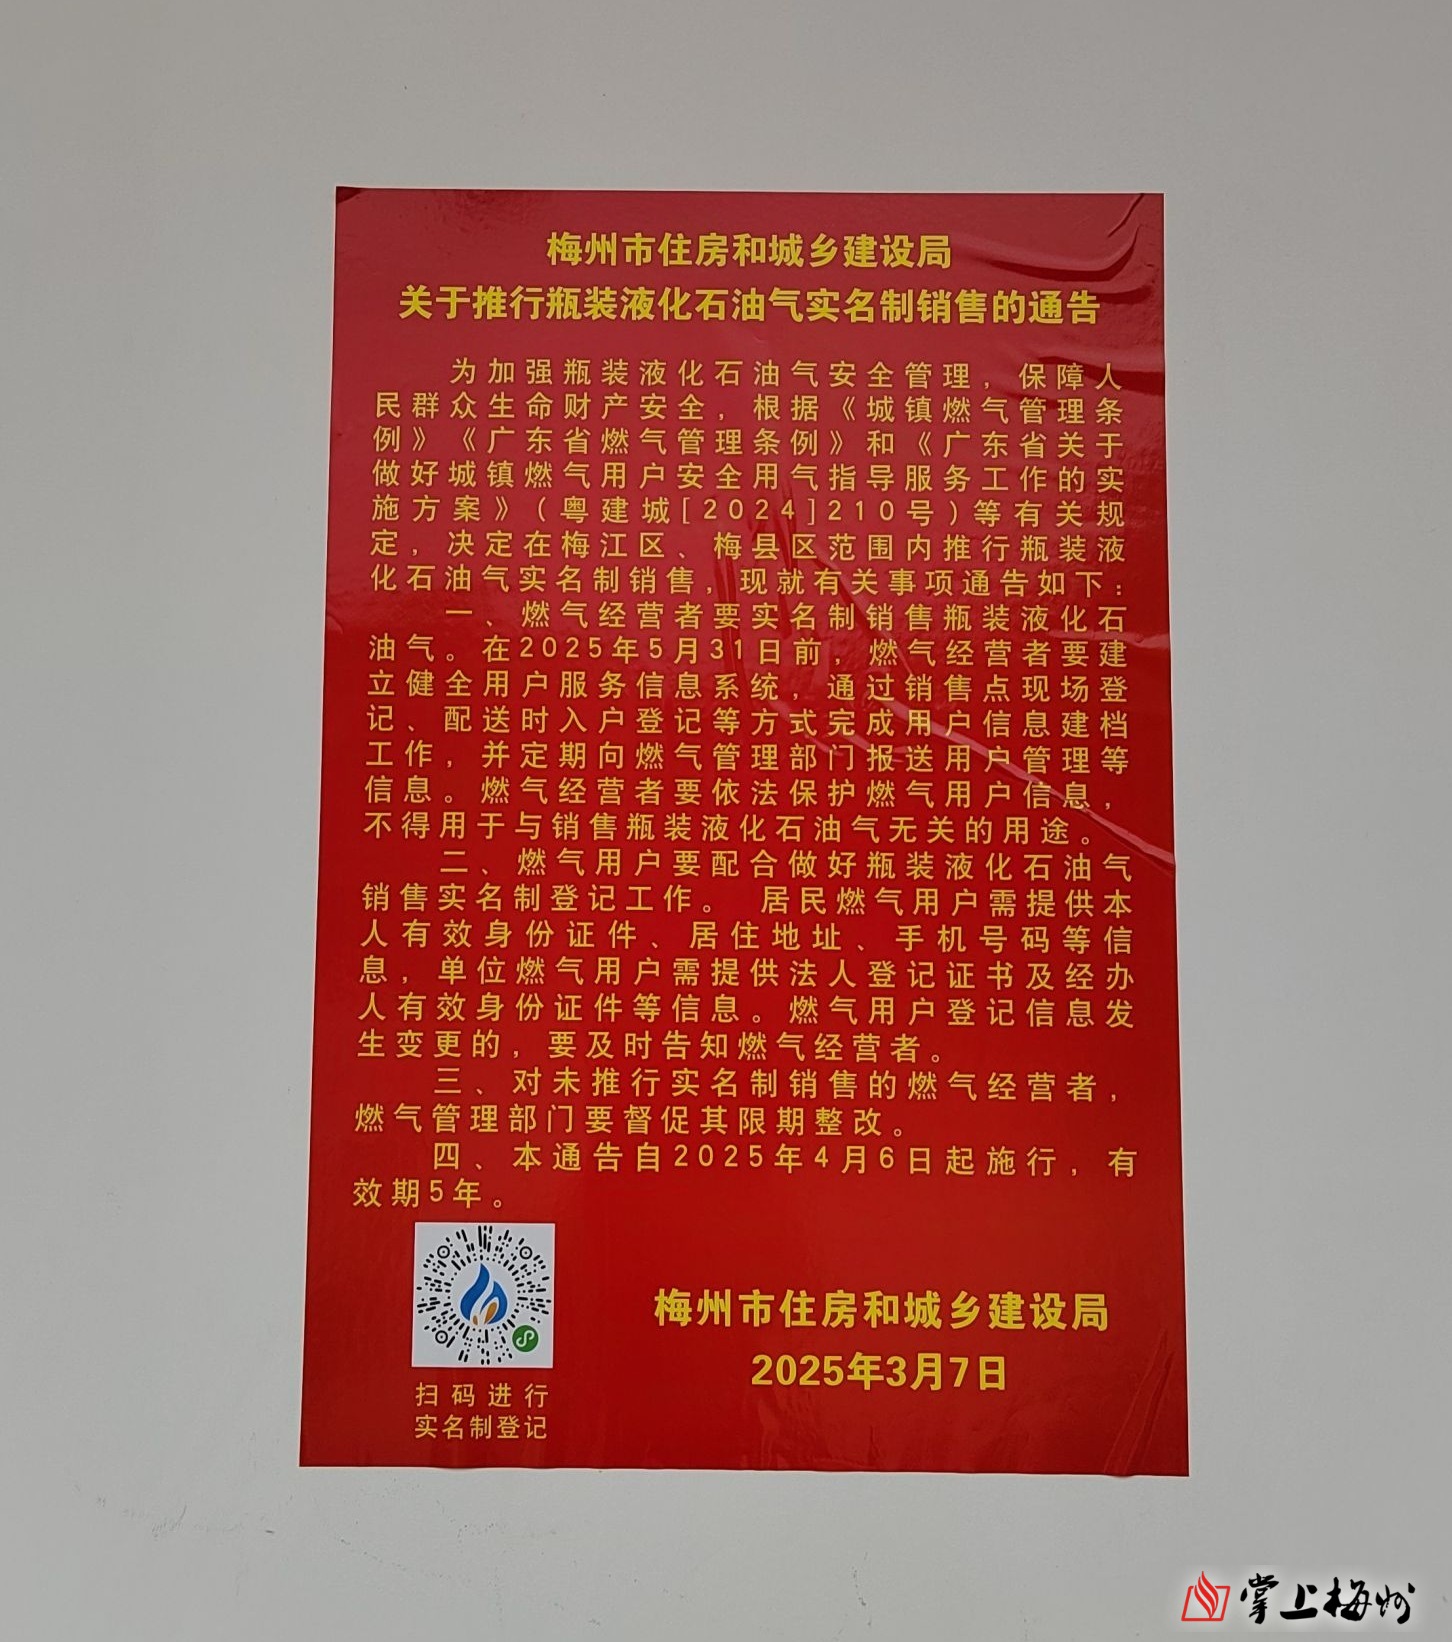 梅州市住房和城乡建设局
关于推行瓶装液化石油气实名制销售的通告
为加强瓶装液化石油气安全管理，保障人
民群众生命财产安全，根据《城镇燃气管理条
例》《广东省燃气管理条例》和《广东省关于
做好城镇燃气用户安全用气指导服务工作的实
施方案》（粤建城[2024]210号)等有关规
定，决定在梅江区、梅县区范围内推行瓶装液
化石油气实名制销售，现就有关事项通告如下：
一、燃气经营者要实名制销售瓶装液化石
油气。在2025年5月31日前，燃气经营者要建
立健全用户服务信息系统，通过销售点现场登
记、配送时入户登记等方式完成用户信息建档
工作，并定期向燃气管理部门报送用户管理等
信息。燃气经营者要依法保护燃气用户信息，
不得用于与销售瓶装液化石油气无关的用途。
二、燃气用户要配合做好瓶装液化石油气
销售实名制登记工作。居民燃气用户需提供本
人有效身份证件、居住地址、手机号码等信
息，单位燃气用户需提供法人登记证书及经办
人有效身份证件等信息。燃气用户登记信息发
生变更的，要及时告知燃气经营者。
三、对未推行实名制销售的燃气经营者，
燃气管理部门要督促其限期整改。
四、本通告自2025年4月6日起施行，有
效期5年。
梅州市住房和城乡建设局
2025年3月7日
扫码进行
实名制登记
掌上梅州